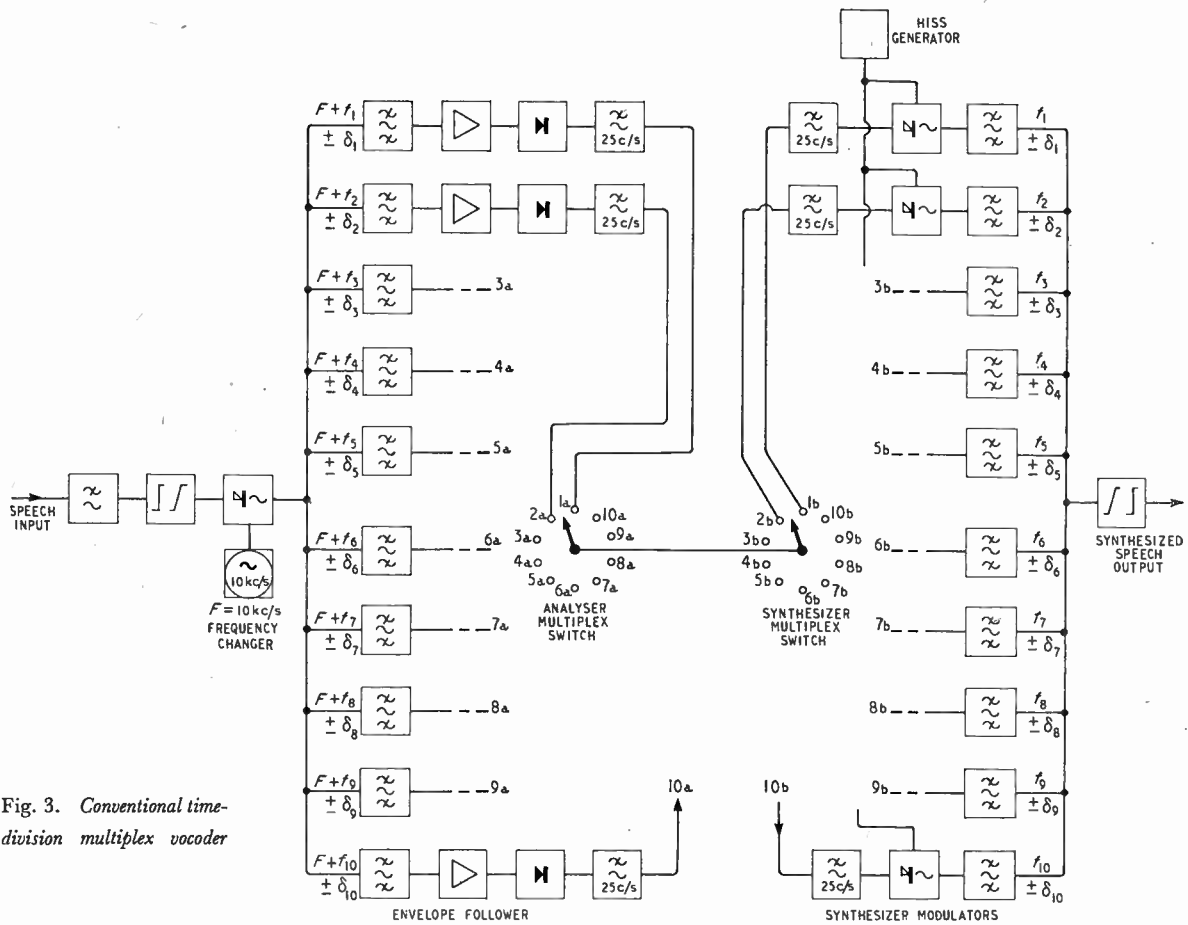 HISS
GENERATOR
F+f1
± δ1
25c/s
25c/s
f1
± δ1
F+f2
± δ2
25c/s
25c/s
f2
± δ2
F+f3
± δ3
3a
3b
f3
± δ3
F+f4
± δ4
4a
4b
f4
± δ4
F+f5
± δ5
5a
5b
f5
± δ5
SPEECH
INPUT
10kc/s
F = 10kc/s
FREQUENCY
CHANGER
1a
2a
10a
3a
9a
4a
8a
5a
6a
7a
ANALYSER
MULTIPLEX
SWITCH
1b
2b
10b
3b
9b
4b
8b
5b
6b
7b
SYNTHESIZER
MULTIPLEX
SWITCH
SYNTHESIZED
SPEECH
OUTPUT
F+f6
± δ6
6a
6b
f6
± δ6
F+f7
± δ7
7a
7b
f7
± δ7
F+f8
± δ8
8a
8b
f8
± δ8
F+f9
± δ9
9a
10a
10b
9b
f9
± δ9
Fig. 3. Conventional time-
division multiplex vocoder
F+f10
± δ10
25c/s
25c/s
f10
± δ10
ENVELOPE FOLLOWER
SYNTHESIZER MODULATORS